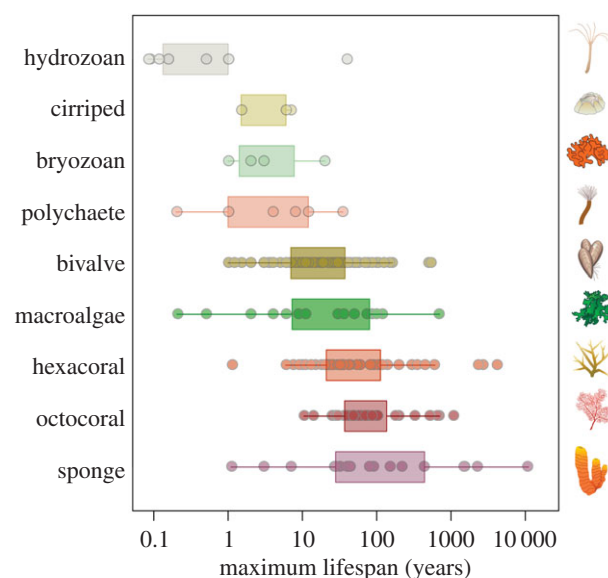 hydrozoan
cirriped
bryozoan
polychaete
bivalve
macroalgae
hexacoral
octocoral
sponge
0.1 1 10 100 1000 10 000
maximum lifespan (years)